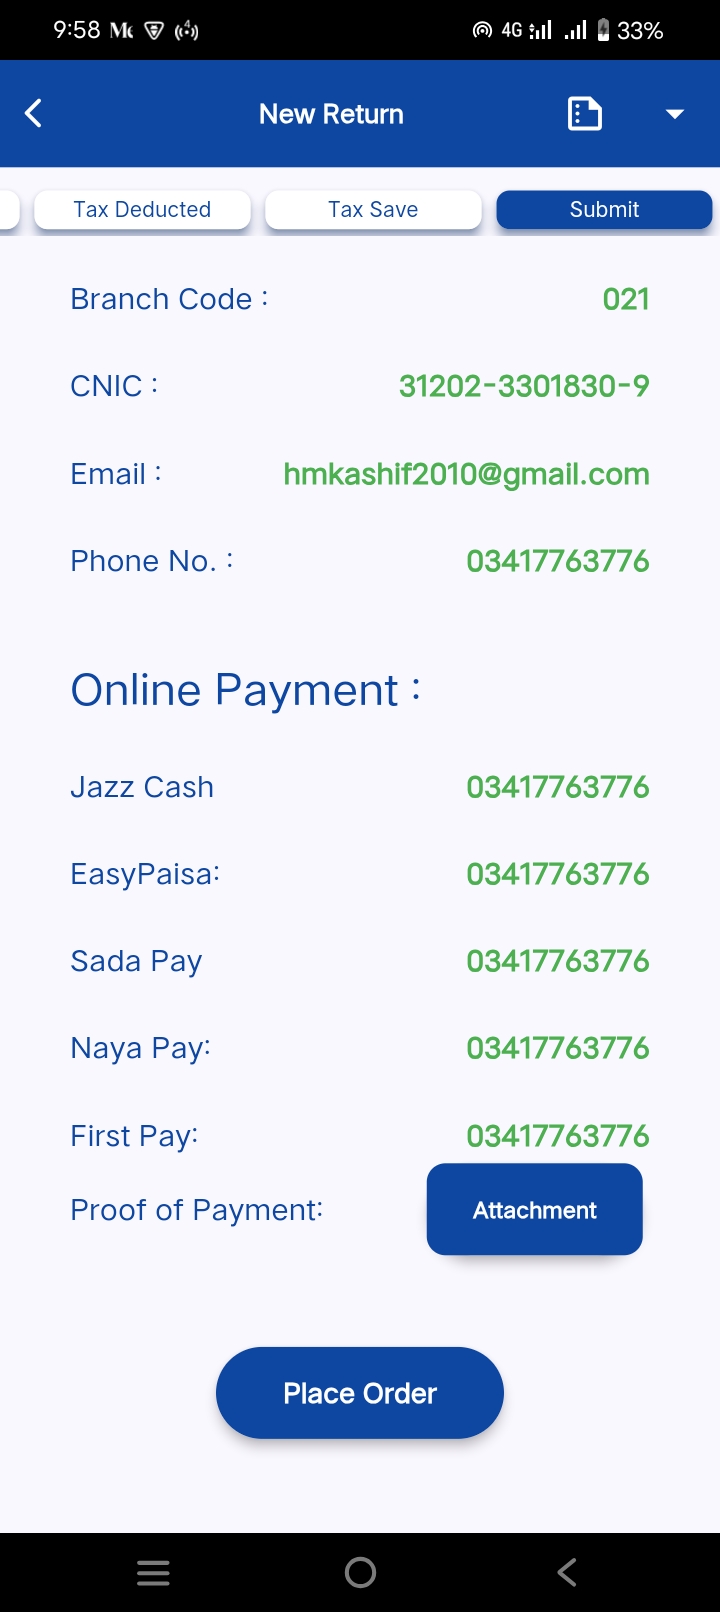 9:58 4G 33%
New Return
Tax Deducted Tax Save Submit
Branch Code : 021
CNIC : 31202-3301830-9
Email : hmkashif2010@gmail.com
Phone No. : 03417763776
Online Payment :
Jazz Cash 03417763776
EasyPaisa: 03417763776
Sada Pay 03417763776
Naya Pay: 03417763776
First Pay: 03417763776
Proof of Payment: Attachment
Place Order